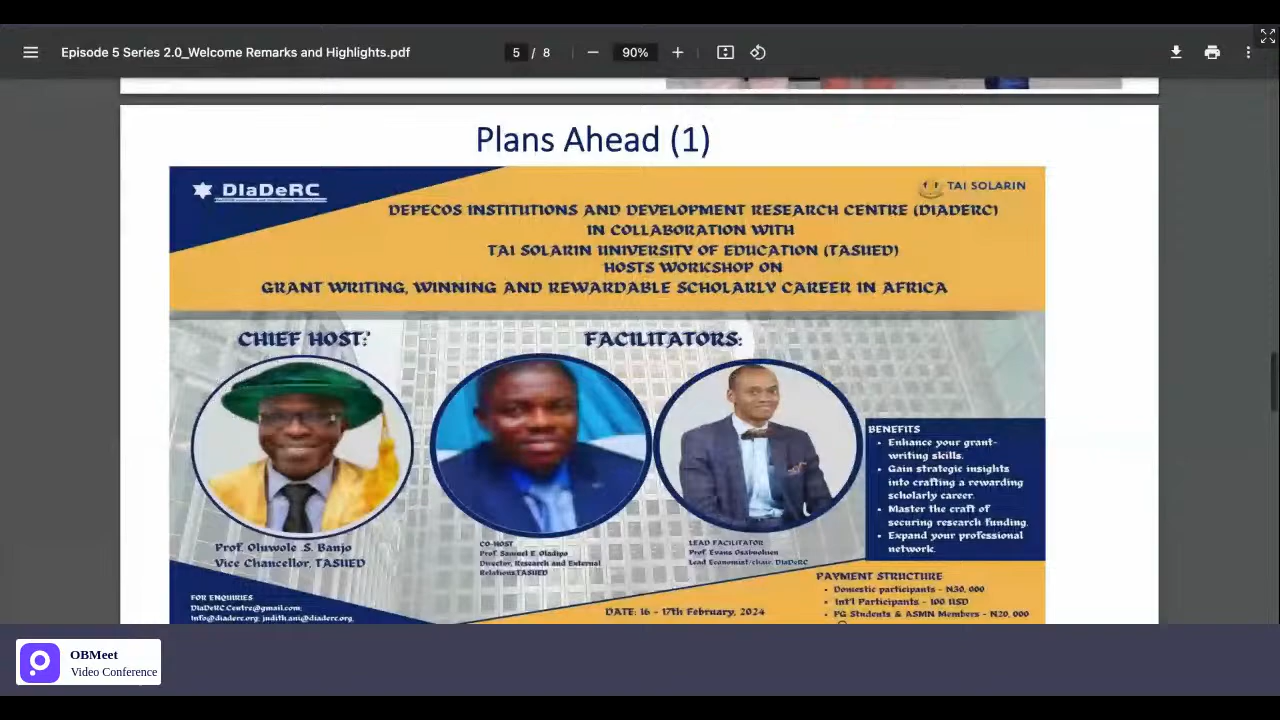 Episode 5 Series 2.0_Welcome Remarks and Highlights.pdf
5 / 8
90%
Plans Ahead (1)
DIaDeRC
TAI SOLARIN
DEPECOS INSTITUTIONS AND DEVELOPMENT RESEARCH CENTRE (DIADERC)
IN COLLABORATION WITH
TAI SOLARIN UNIVERSITY OF EDUCATION (TASUED)
HOSTS WORKSHOP ON
GRANT WRITING, WINNING AND REWARDABLE SCHOLARLY CAREER IN AFRICA
CHIEF HOST:
FACILITATORS:
BENEFITS
• Enhance your grant-
writing skills.
• Gain strategic insights
into crafting a rewarding
scholarly career.
• Master the craft of
securing research funding.
• Expand your professional
network.
Prof. Oluwole .S. Banjo
Vice Chancellor, TASUED
CO-HOST
Prof. Samuel E. Oladipo
Director, Research and External
Relations,TASUED
LEAD FACILITATOR
Prof. Evans Osabuohien
Lead Economist/chair, DIaDeRC
FOR ENQUIRIES
DIaDeRC.Centre@gmail.com;
info@diaderc.org; judith.ani@diaderc.org,
DATE: 16 - 17th February, 2024
PAYMENT STRUCTURE
• Domestic participants - N30, 000
• Int'l Participants - 100 USD
• PG Students & ASMN Members - N20, 000
OBMeet
Video Conference